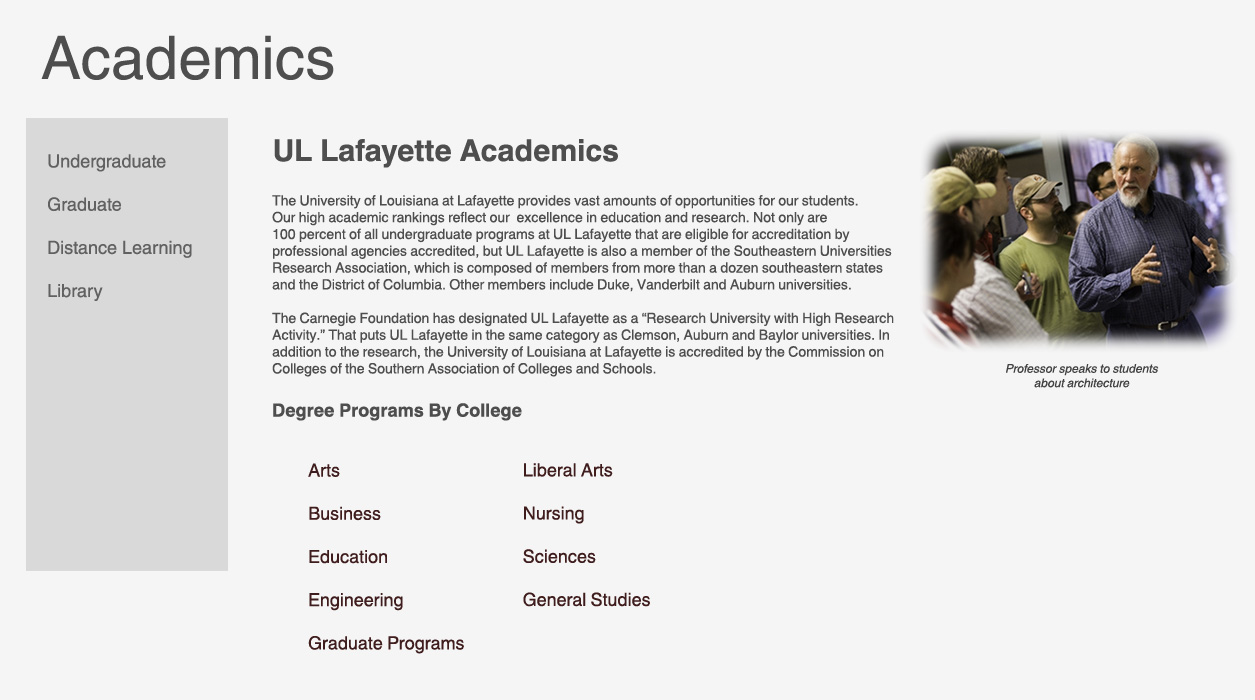 Academics
Undergraduate
Graduate
Distance Learning
Library
UL Lafayette Academics
The University of Louisiana at Lafayette provides vast amounts of opportunities for our students.
Our high academic rankings reflect our  excellence in education and research. Not only are
100 percent of all undergraduate programs at UL Lafayette that are eligible for accreditation by
professional agencies accredited, but UL Lafayette is also a member of the Southeastern Universities
Research Association, which is composed of members from more than a dozen southeastern states
and the District of Columbia. Other members include Duke, Vanderbilt and Auburn universities.
The Carnegie Foundation has designated UL Lafayette as a “Research University with High Research
Activity.” That puts UL Lafayette in the same category as Clemson, Auburn and Baylor universities. In
addition to the research, the University of Louisiana at Lafayette is accredited by the Commission on
Colleges of the Southern Association of Colleges and Schools.
Professor speaks to students
about architecture
Degree Programs By College
Arts
Business
Education
Engineering
Graduate Programs
Liberal Arts
Nursing
Sciences
General Studies